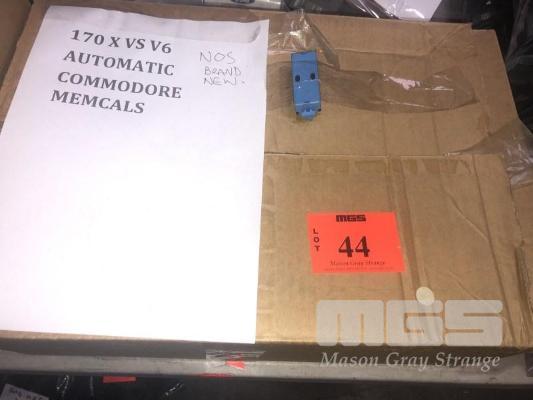 170 X VS V6
AUTOMATIC
COMMODORE
MEMCALS
NOS
BRAND
NEW.
MGS
LOT
44
Mason Gray Strange
MGS
Mason Gray Strange